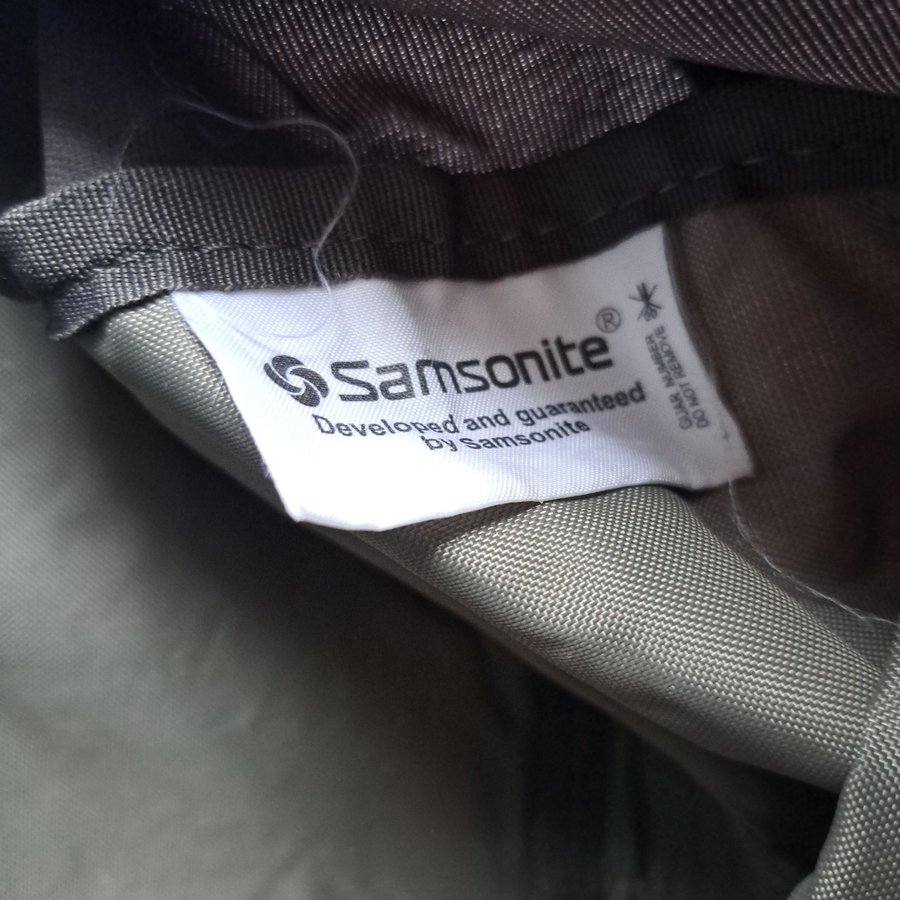 Samsonite®
Developed and guaranteed
by Samsonite
GUAR. NUMBER
DO NOT REMOVE